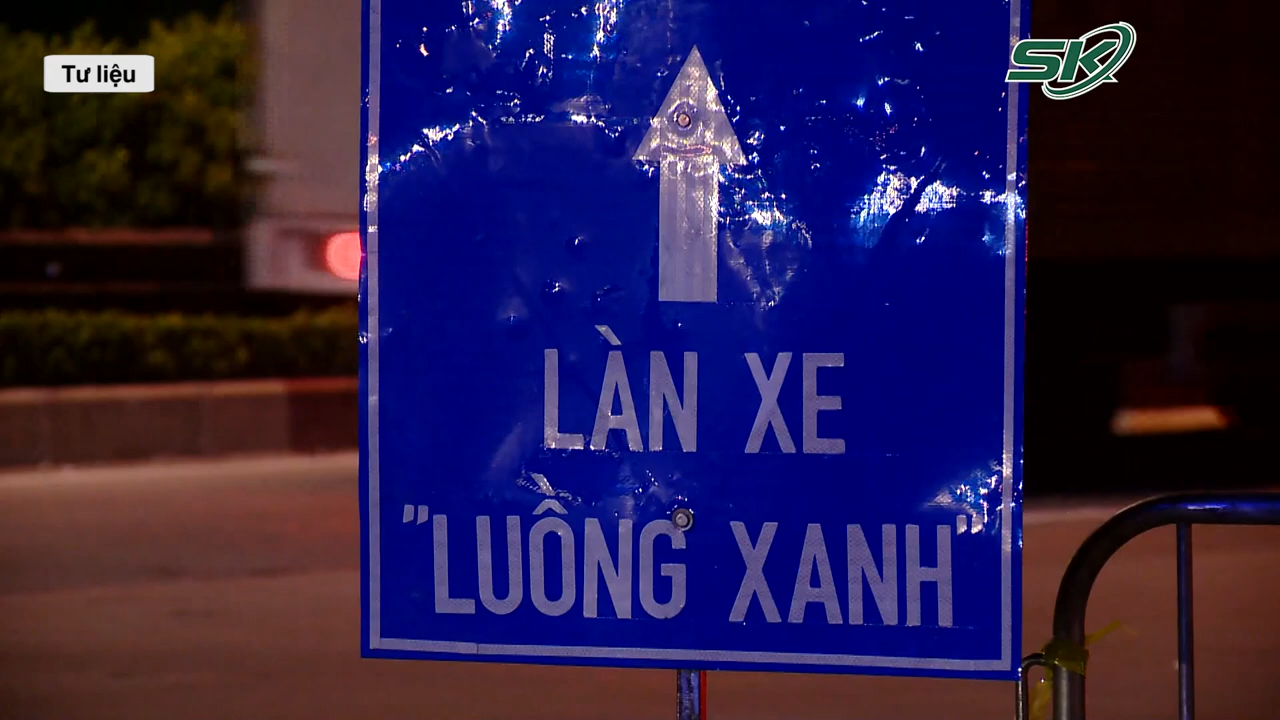 Tư liệu
SK
LÀN XE
"LUỒNG XANH"